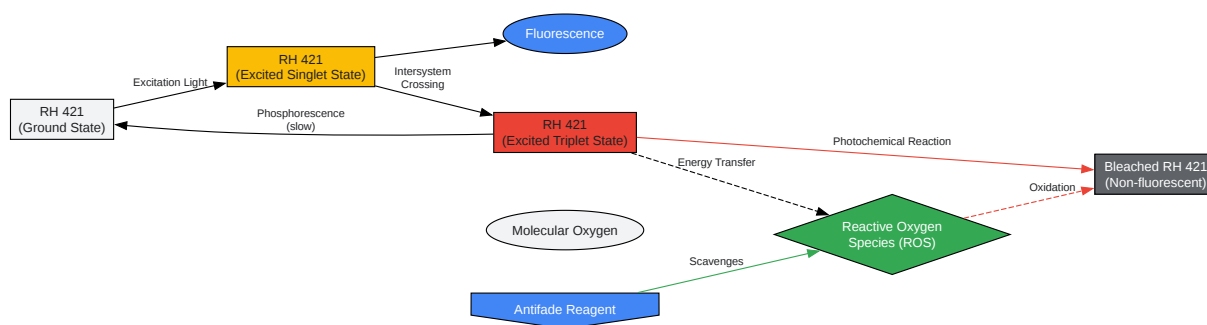 Fluorescence
RH 421
(Excited Singlet State)
Excitation Light
Intersystem
Crossing
RH 421
(Ground State)
Phosphorescence
(slow)
RH 421
(Excited Triplet State)
Photochemical Reaction
Energy Transfer
Bleached RH 421
(Non-fluorescent)
Oxidation
Molecular Oxygen
Reactive Oxygen
Species (ROS)
Scavenges
Antifade Reagent